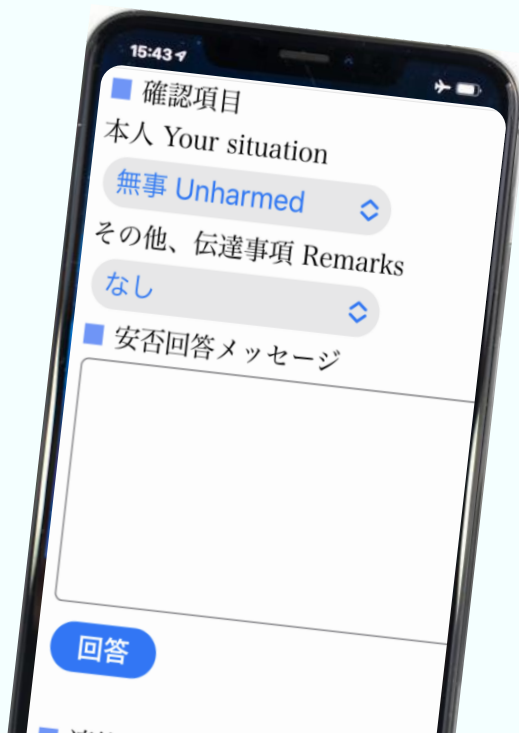 15:43
■ 確認項目
本人 Your situation
無事 Unharmed
その他、伝達事項 Remarks
なし
■ 安否回答メッセージ
回答